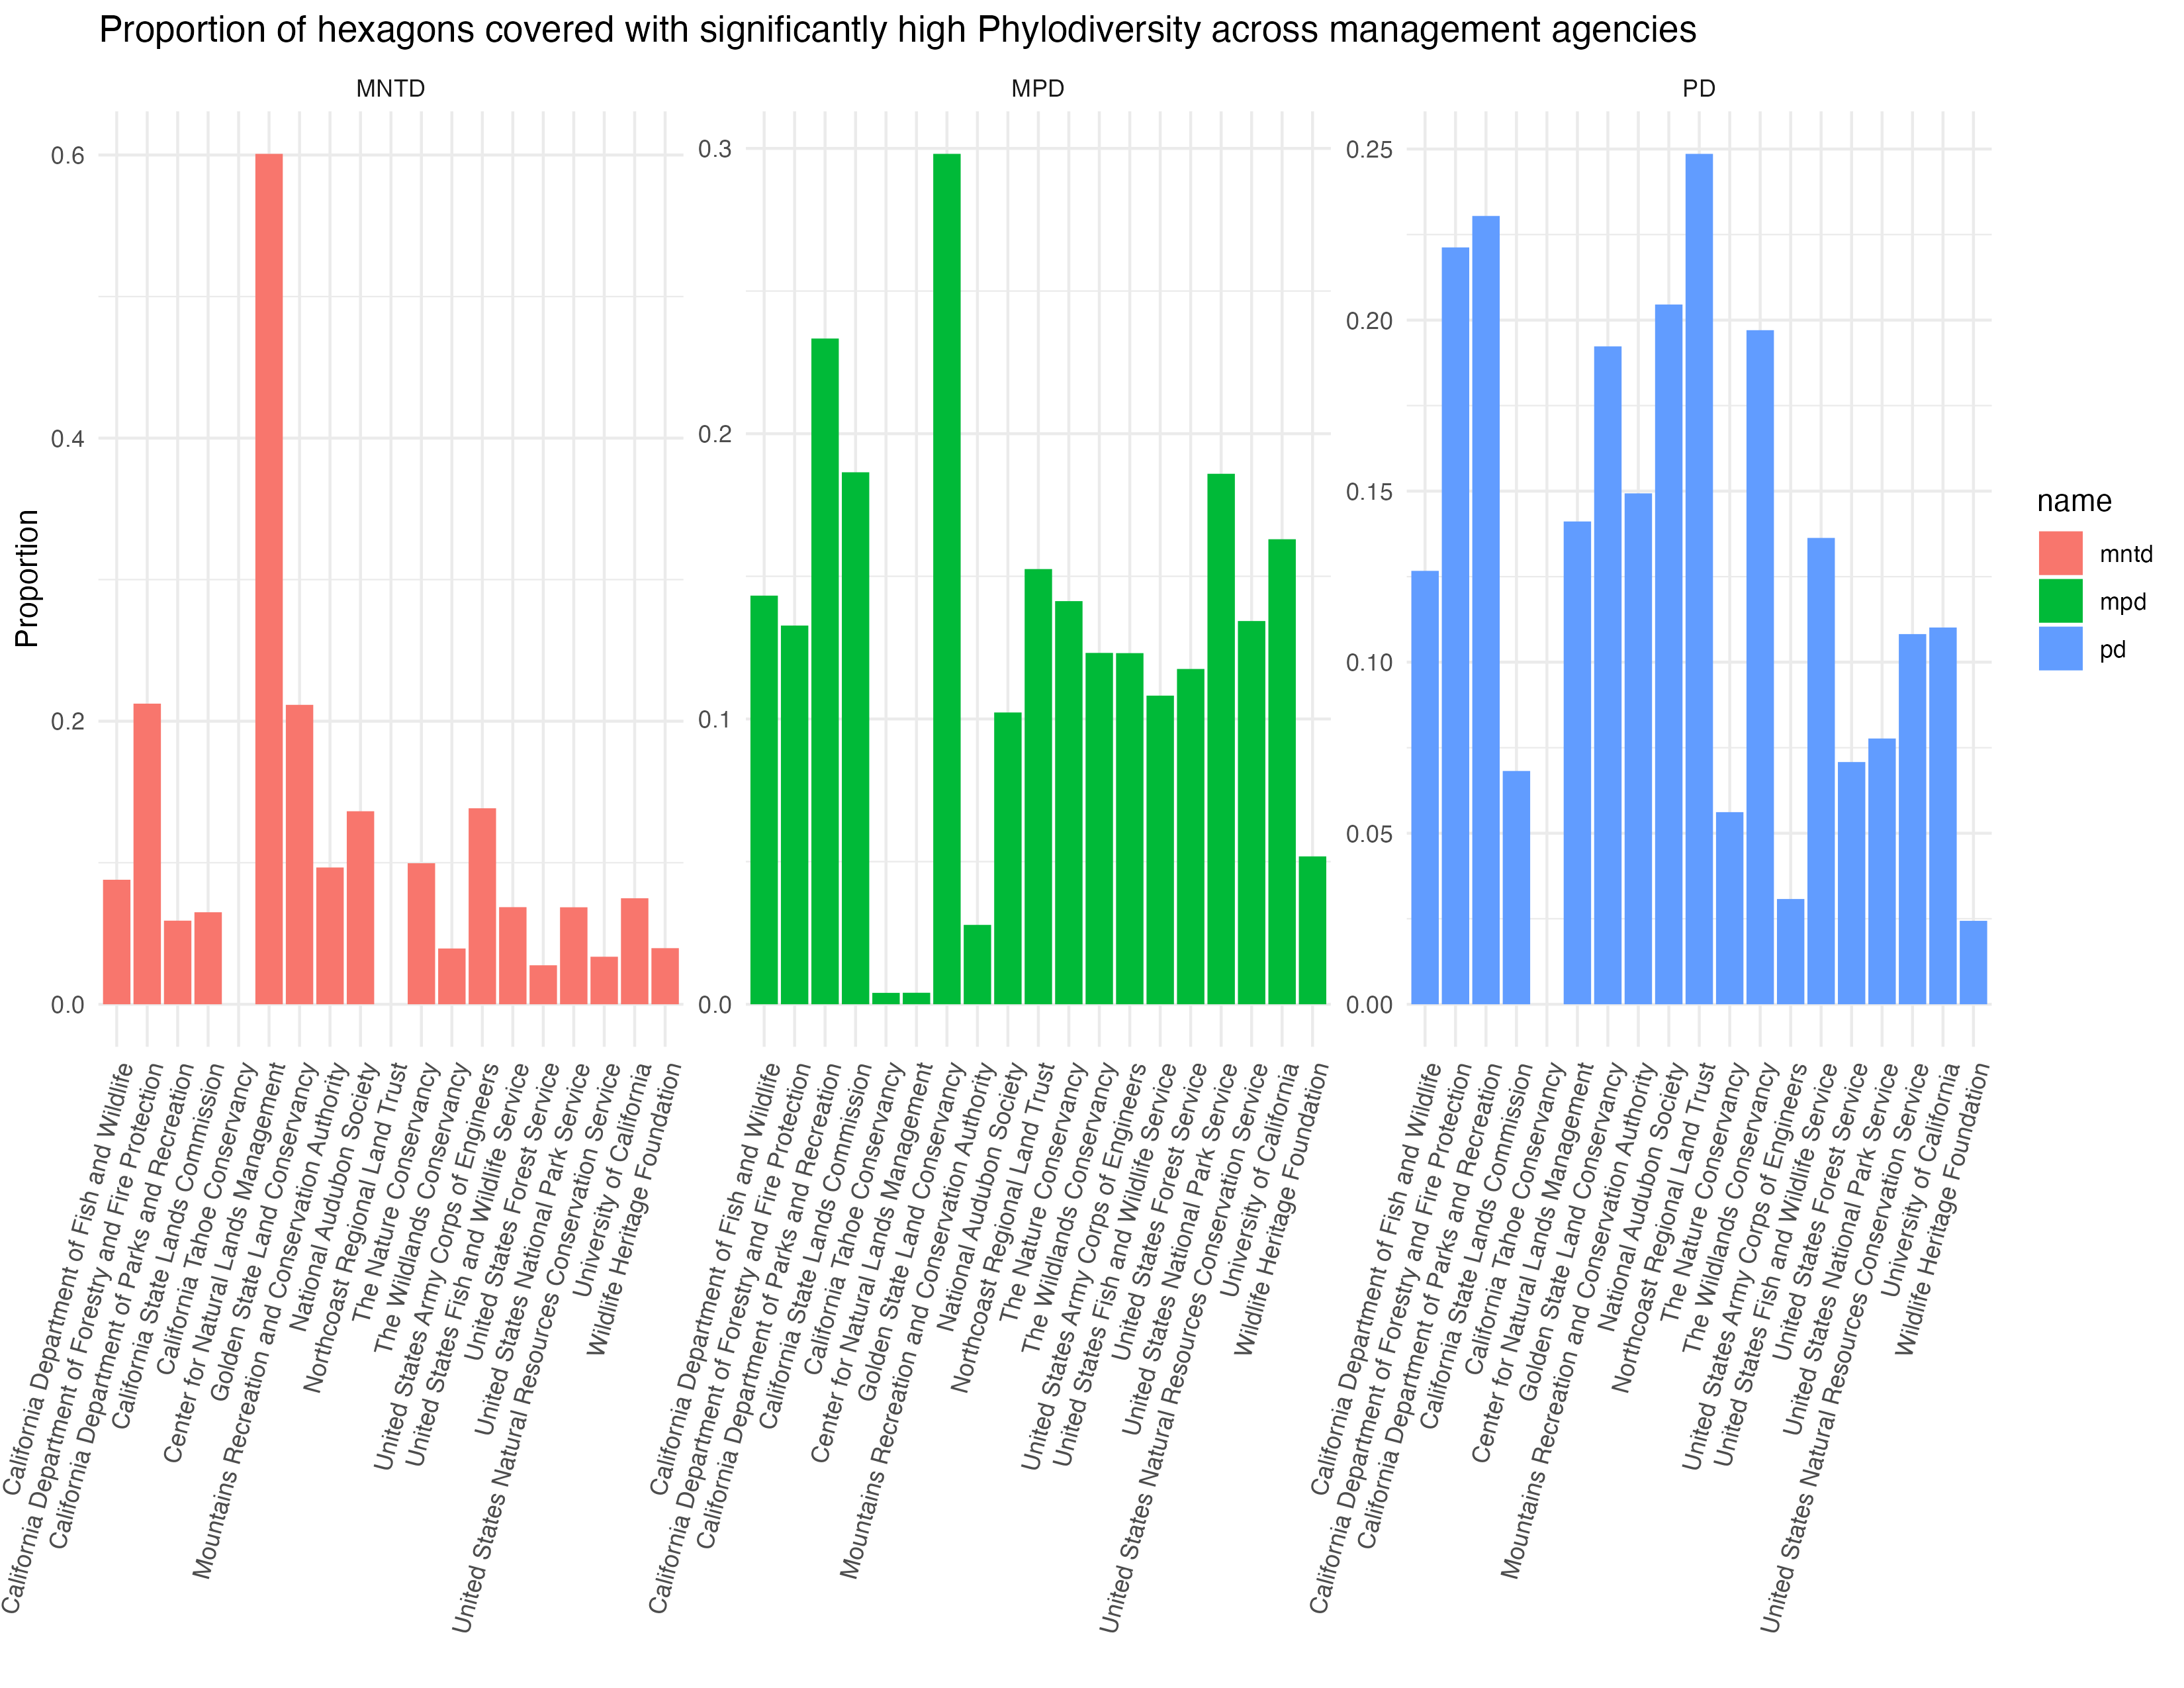 Proportion of hexagons covered with significantly high Phylodiversity across management agencies
MNTD
MPD
PD
Proportion
0.6
0.4
0.2
0.0
0.3
0.2
0.1
0.0
0.25
0.20
0.15
0.10
0.05
0.00
California Department of Fish and Wildlife
California Department of Forestry and Fire Protection
California Department of Parks and Recreation
California State Lands Commission
California Tahoe Conservancy
Center for Natural Lands Management
Golden State Land Conservancy
Mountains Recreation and Conservation Authority
National Audubon Society
Northcoast Regional Land Trust
The Nature Conservancy
The Wildlands Conservancy
United States Army Corps of Engineers
United States Fish and Wildlife Service
United States Forest Service
United States National Park Service
United States Natural Resources Conservation Service
University of California
Wildlife Heritage Foundation
California Department of Fish and Wildlife
California Department of Forestry and Fire Protection
California Department of Parks and Recreation
California State Lands Commission
California Tahoe Conservancy
Center for Natural Lands Management
Golden State Land Conservancy
Mountains Recreation and Conservation Authority
National Audubon Society
Northcoast Regional Land Trust
The Nature Conservancy
The Wildlands Conservancy
United States Army Corps of Engineers
United States Fish and Wildlife Service
United States Forest Service
United States National Park Service
United States Natural Resources Conservation Service
University of California
Wildlife Heritage Foundation
California Department of Fish and Wildlife
California Department of Forestry and Fire Protection
California Department of Parks and Recreation
California State Lands Commission
California Tahoe Conservancy
Center for Natural Lands Management
Golden State Land Conservancy
Mountains Recreation and Conservation Authority
National Audubon Society
Northcoast Regional Land Trust
The Nature Conservancy
The Wildlands Conservancy
United States Army Corps of Engineers
United States Fish and Wildlife Service
United States Forest Service
United States National Park Service
United States Natural Resources Conservation Service
University of California
Wildlife Heritage Foundation
name
mntd
mpd
pd